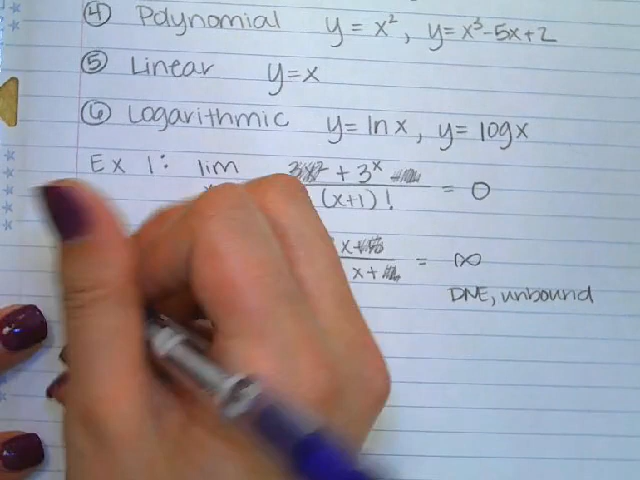 ④ Polynomial y = x², y = x³-5x+2
⑤ Linear y = x
⑥ Logarithmic y = ln x, y = log x
Ex 1: lim + 3ˣ
(x+1)! = 0
x
x + = ∞
DNE, unbound